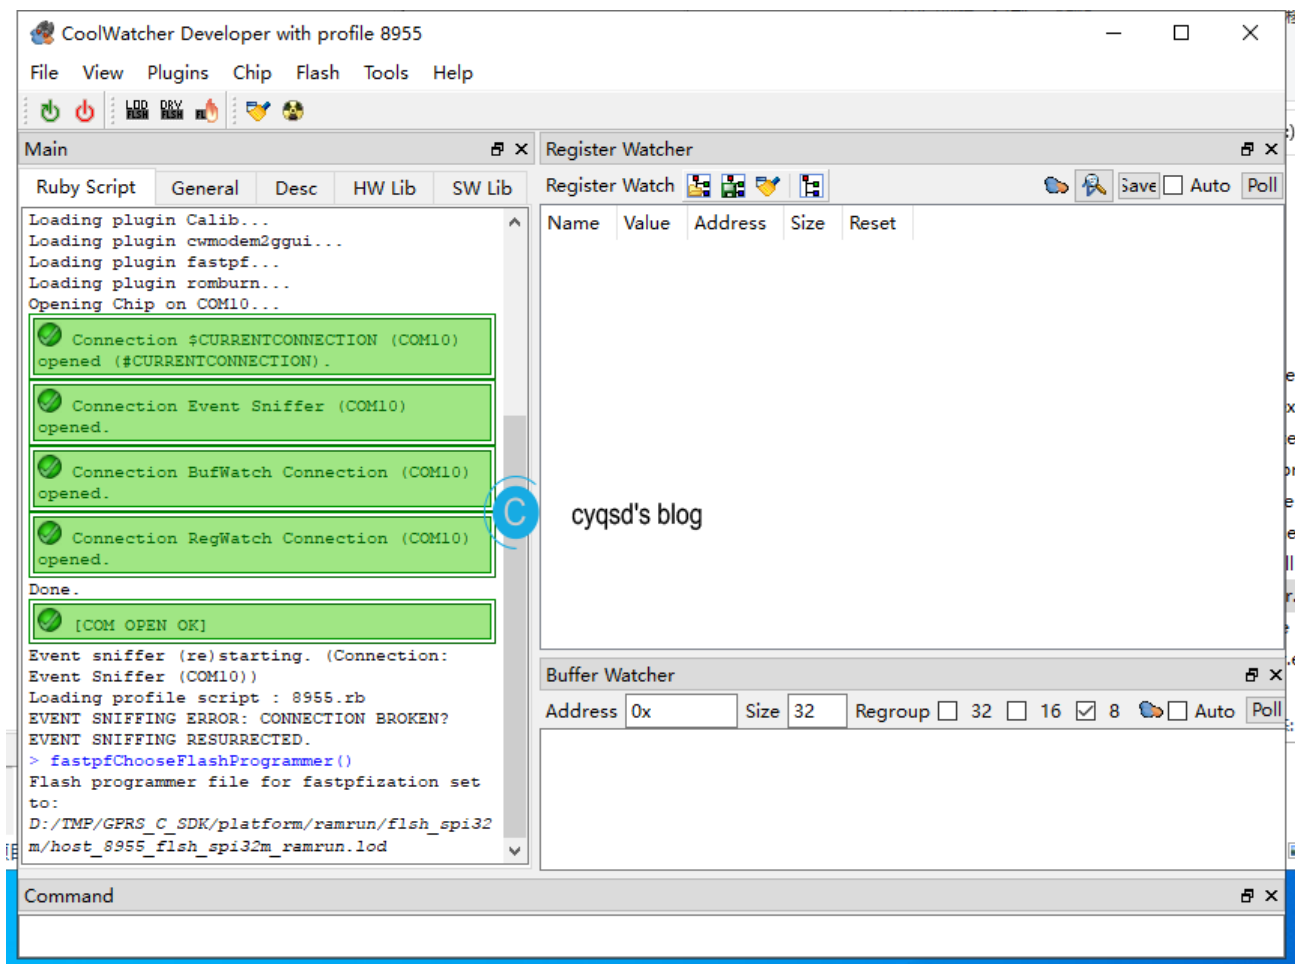 CoolWatcher Developer with profile 8955
File View Plugins Chip Flash Tools Help
LOD FLSH DRV FLSH FL
Main
Ruby Script General Desc HW Lib SW Lib
Loading plugin Calib...
Loading plugin cwmodem2ggui...
Loading plugin fastpf...
Loading plugin romburn...
Opening Chip on COM10...
Connection $CURRENTCONNECTION (COM10)
opened (#CURRENTCONNECTION).
Connection Event Sniffer (COM10)
opened.
Connection BufWatch Connection (COM10)
opened.
Connection RegWatch Connection (COM10)
opened.
Done.
[COM OPEN OK]
Event sniffer (re)starting. (Connection:
Event Sniffer (COM10))
Loading profile script : 8955.rb
EVENT SNIFFING ERROR: CONNECTION BROKEN?
EVENT SNIFFING RESURRECTED.
> fastpfChooseFlashProgrammer()
Flash programmer file for fastpfization set
to:
D:/TMP/GPRS_C_SDK/platform/ramrun/flsh_spi32
m/host_8955_flsh_spi32m_ramrun.lod
Register Watcher
Register Watch Save Auto Poll
Name Value Address Size Reset
C cyqsd's blog
Buffer Watcher
Address 0x Size 32 Regroup 32 16 8 Auto Poll
Command